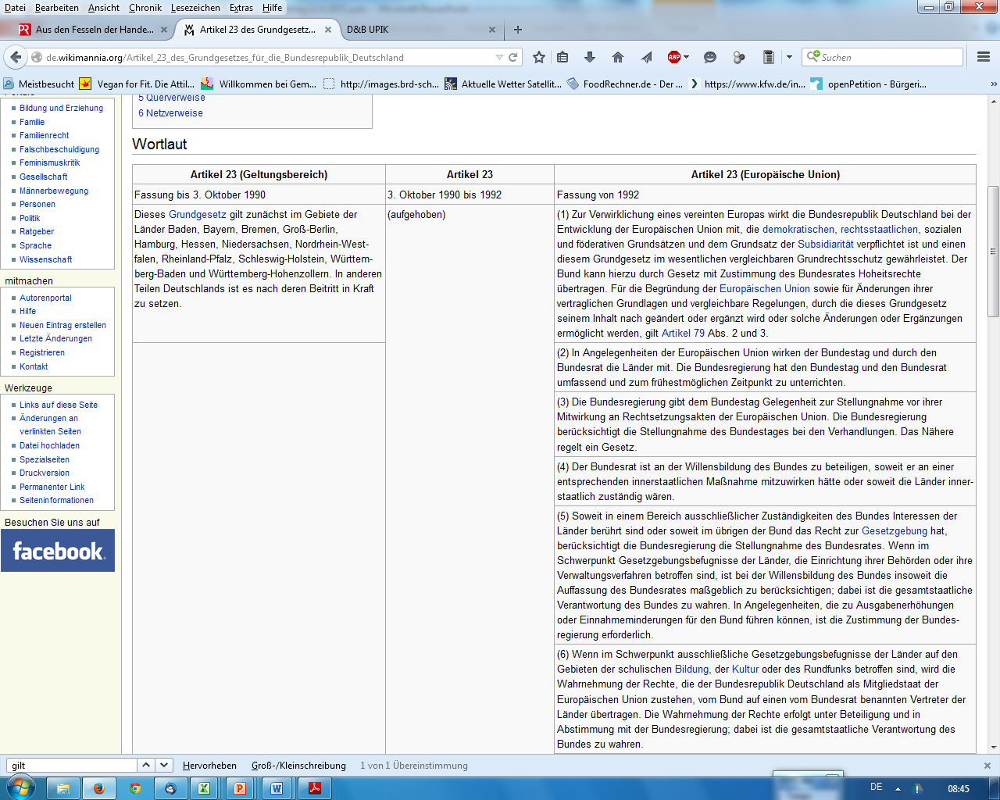 Datei Bearbeiten Ansicht Chronik Lesezeichen Extras Hilfe
Aus den Fesseln der Hande... × Artikel 23 des Grundgesetz... × D&B UPIK × +
de.wikimannia.org/Artikel_23_des_Grundgesetzes_für_die_Bundesrepublik_Deutschland
ABP
Suchen
Meistbesucht Vegan for Fit. Die Attil... Willkommen bei Gem... http://images.brd-sch... Aktuelle Wetter Satellit... FoodRechner.de - Der ... https://www.kfw.de/in... openPetition - Bürgeri... »
Bildung und Erziehung
Familie
Familienrecht
Falschbeschuldigung
Feminismuskritik
Gesellschaft
Männerbewegung
Personen
Politik
Ratgeber
Sprache
Wissenschaft
mitmachen
Autorenportal
Hilfe
Neuen Eintrag erstellen
Letzte Änderungen
Registrieren
Kontakt
Werkzeuge
Links auf diese Seite
Änderungen an
verlinkten Seiten
Datei hochladen
Spezialseiten
Druckversion
Permanenter Link
Seiteninformationen
Besuchen Sie uns auf
facebook.
5 Querverweise
6 Netzverweise
Wortlaut
Artikel 23 (Geltungsbereich)
Fassung bis 3. Oktober 1990
Dieses Grundgesetz gilt zunächst im Gebiete der
Länder Baden, Bayern, Bremen, Groß-Berlin,
Hamburg, Hessen, Niedersachsen, Nordrhein-West-
falen, Rheinland-Pfalz, Schleswig-Holstein, Württem-
berg-Baden und Württemberg-Hohenzollern. In anderen
Teilen Deutschlands ist es nach deren Beitritt in Kraft
zu setzen.
Artikel 23
3. Oktober 1990 bis 1992
(aufgehoben)
Artikel 23 (Europäische Union)
Fassung von 1992
(1) Zur Verwirklichung eines vereinten Europas wirkt die Bundesrepublik Deutschland bei der
Entwicklung der Europäischen Union mit, die demokratischen, rechtsstaatlichen, sozialen
und föderativen Grundsätzen und dem Grundsatz der Subsidiarität verpflichtet ist und einen
diesem Grundgesetz im wesentlichen vergleichbaren Grundrechtsschutz gewährleistet. Der
Bund kann hierzu durch Gesetz mit Zustimmung des Bundesrates Hoheitsrechte
übertragen. Für die Begründung der Europäischen Union sowie für Änderungen ihrer
vertraglichen Grundlagen und vergleichbare Regelungen, durch die dieses Grundgesetz
seinem Inhalt nach geändert oder ergänzt wird oder solche Änderungen oder Ergänzungen
ermöglicht werden, gilt Artikel 79 Abs. 2 und 3.
(2) In Angelegenheiten der Europäischen Union wirken der Bundestag und durch den
Bundesrat die Länder mit. Die Bundesregierung hat den Bundestag und den Bundesrat
umfassend und zum frühestmöglichen Zeitpunkt zu unterrichten.
(3) Die Bundesregierung gibt dem Bundestag Gelegenheit zur Stellungnahme vor ihrer
Mitwirkung an Rechtsetzungsakten der Europäischen Union. Die Bundesregierung
berücksichtigt die Stellungnahme des Bundestages bei den Verhandlungen. Das Nähere
regelt ein Gesetz.
(4) Der Bundesrat ist an der Willensbildung des Bundes zu beteiligen, soweit er an einer
entsprechenden innerstaatlichen Maßnahme mitzuwirken hätte oder soweit die Länder inner-
staatlich zuständig wären.
(5) Soweit in einem Bereich ausschließlicher Zuständigkeiten des Bundes Interessen der
Länder berührt sind oder soweit im übrigen der Bund das Recht zur Gesetzgebung hat,
berücksichtigt die Bundesregierung die Stellungnahme des Bundesrates. Wenn im
Schwerpunkt Gesetzgebungsbefugnisse der Länder, die Einrichtung ihrer Behörden oder ihre
Verwaltungsverfahren betroffen sind, ist bei der Willensbildung des Bundes insoweit die
Auffassung des Bundesrates maßgeblich zu berücksichtigen; dabei ist die gesamtstaatliche
Verantwortung des Bundes zu wahren. In Angelegenheiten, die zu Ausgabenerhöhungen
oder Einnahmeminderungen für den Bund führen können, ist die Zustimmung der Bundes-
regierung erforderlich.
(6) Wenn im Schwerpunkt ausschließliche Gesetzgebungsbefugnisse der Länder auf den
Gebieten der schulischen Bildung, der Kultur oder des Rundfunks betroffen sind, wird die
Wahrnehmung der Rechte, die der Bundesrepublik Deutschland als Mitgliedstaat der
Europäischen Union zustehen, vom Bund auf einen vom Bundesrat benannten Vertreter der
Länder übertragen. Die Wahrnehmung der Rechte erfolgt unter Beteiligung und in
Abstimmung mit der Bundesregierung; dabei ist die gesamtstaatliche Verantwortung des
Bundes zu wahren.
gilt Hervorheben Groß-/Kleinschreibung 1 von 1 Übereinstimmung ×
DE 08:45